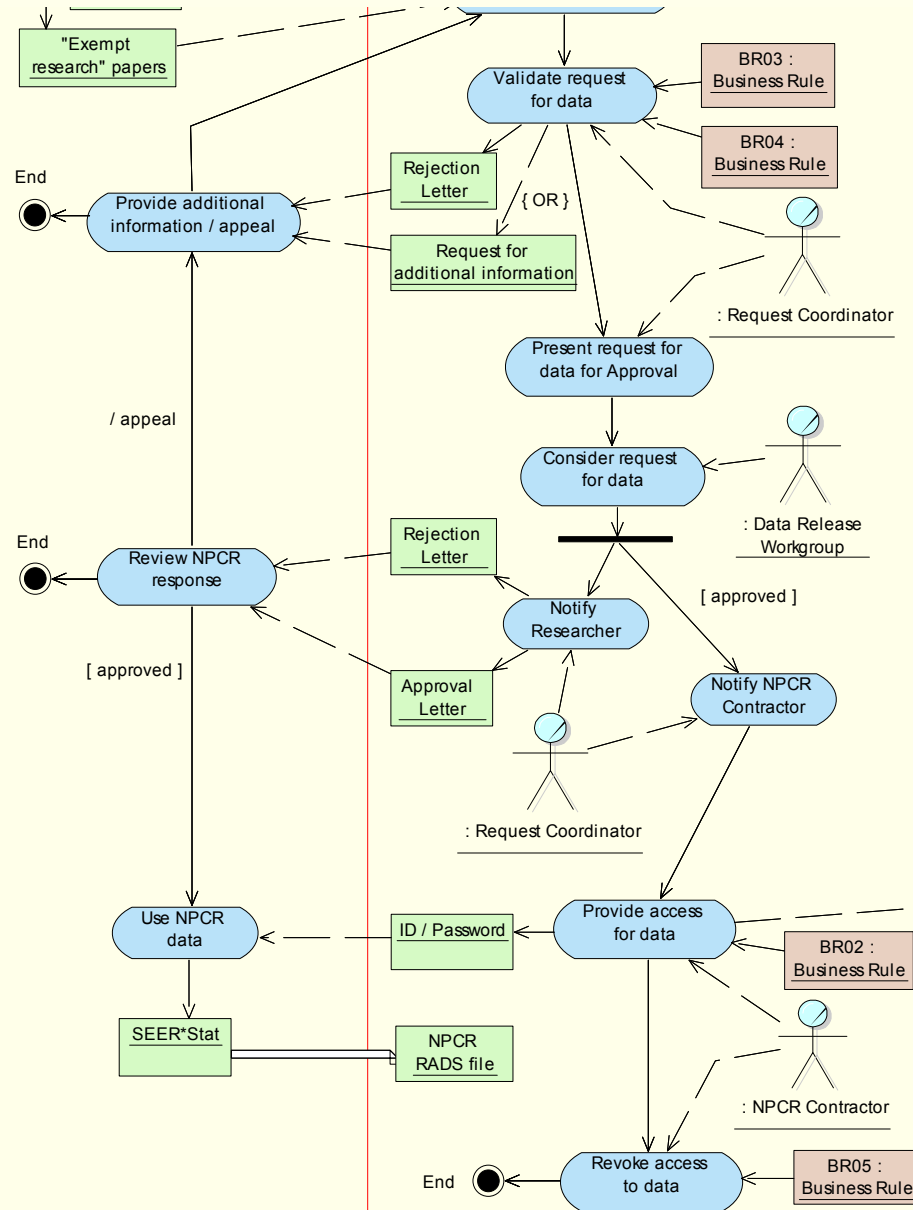 "Exempt
research" papers
Validate request
for data
BR03 :
Business Rule
BR04 :
Business Rule
Rejection
Letter
{ OR }
End
Provide additional
information / appeal
Request for
additional information
: Request Coordinator
Present request for
data for Approval
/ appeal
Consider request
for data
: Data Release
Workgroup
End
Review NPCR
response
Rejection
Letter
[ approved ]
Notify
Researcher
[ approved ]
Approval
Letter
Notify NPCR
Contractor
: Request Coordinator
Use NPCR
data
ID / Password
Provide access
for data
BR02 :
Business Rule
SEER*Stat
NPCR
RADS file
: NPCR Contractor
End
Revoke access
to data
BR05 :
Business Rule